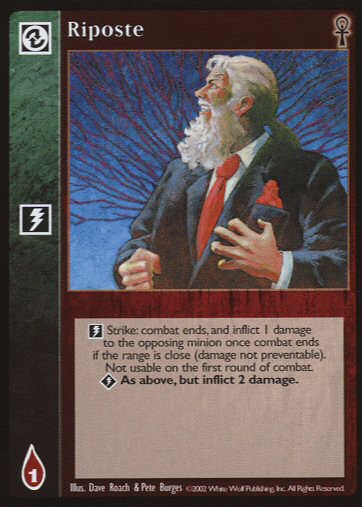 Riposte
Strike: combat ends, and inflict 1 damage
to the opposing minion once combat ends
if the range is close (damage not preventable).
Not usable on the first round of combat.
As above, but inflict 2 damage.
1
Illus. Dave Roach & Pete Burges ©2002 White Wolf Publishing, Inc. All Rights Reserved.